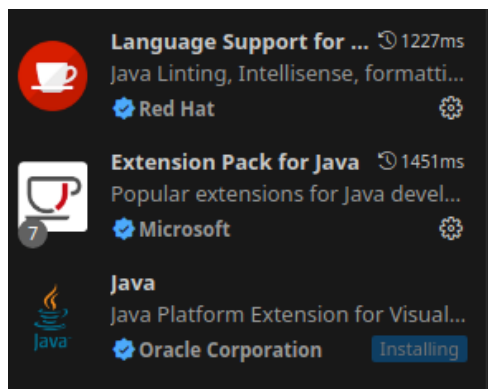 Language Support for ... 1227ms
Java Linting, Intellisense, formatti...
Red Hat
Extension Pack for Java 1451ms
Popular extensions for Java devel...
7
Microsoft
Java
Java Platform Extension for Visual...
Java
Oracle Corporation Installing